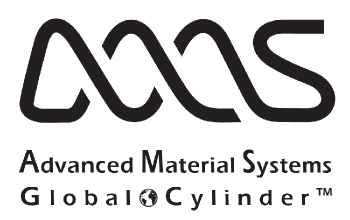 AMS
Advanced Material Systems
Global Cylinder™